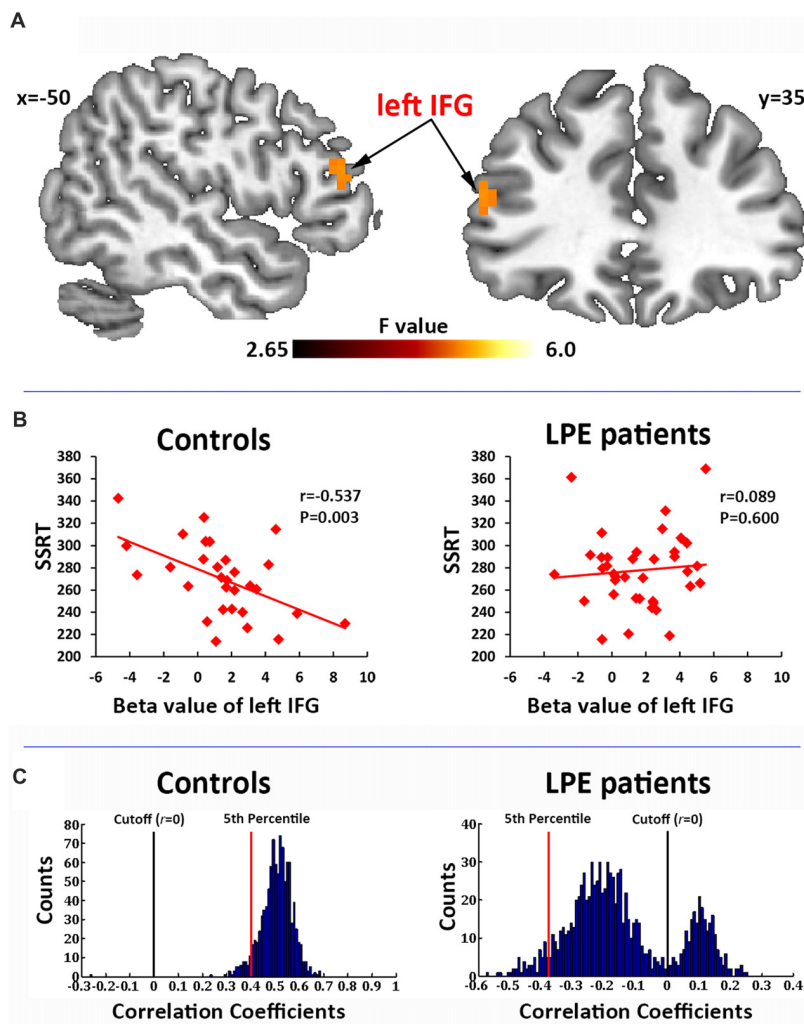 A
x=-50
left IFG
y=35
F value
2.65
6.0
B
Controls
380
360
340
320
300
280
260
240
220
200
SSRT
r=-0.537
P=0.003
-6 -4 -2 0 2 4 6 8 10
Beta value of left IFG
LPE patients
380
360
340
320
300
280
260
240
220
200
SSRT
r=0.089
P=0.600
-6 -4 -2 0 2 4 6 8 10
Beta value of left IFG
C
Controls
Cutoff (r=0) 5th Percentile
80
70
60
50
40
30
20
10
0
Counts
-0.3 -0.2 -0.1 0 0.1 0.2 0.3 0.4 0.5 0.6 0.7 0.8 0.9 1
Correlation Coefficients
LPE patients
5th Percentile Cutoff (r=0)
40
30
20
10
0
Counts
-0.6 -0.5 -0.4 -0.3 -0.2 -0.1 0 0.1 0.2 0.3 0.4
Correlation Coefficients